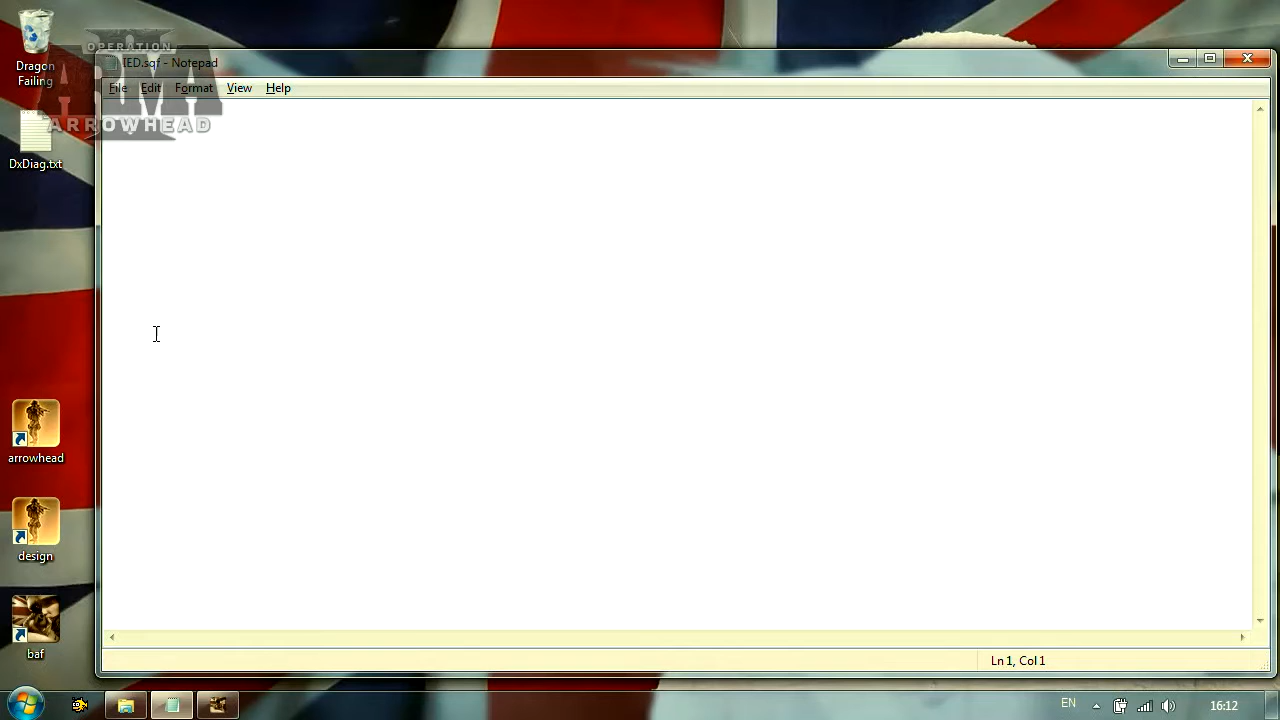 Dragon
Failing
OPERATION
ARMA
ARROWHEAD
IED.sqf - Notepad
File Edit Format View Help
DxDiag.txt
arrowhead
design
baf
Ln 1, Col 1
EN
16:12